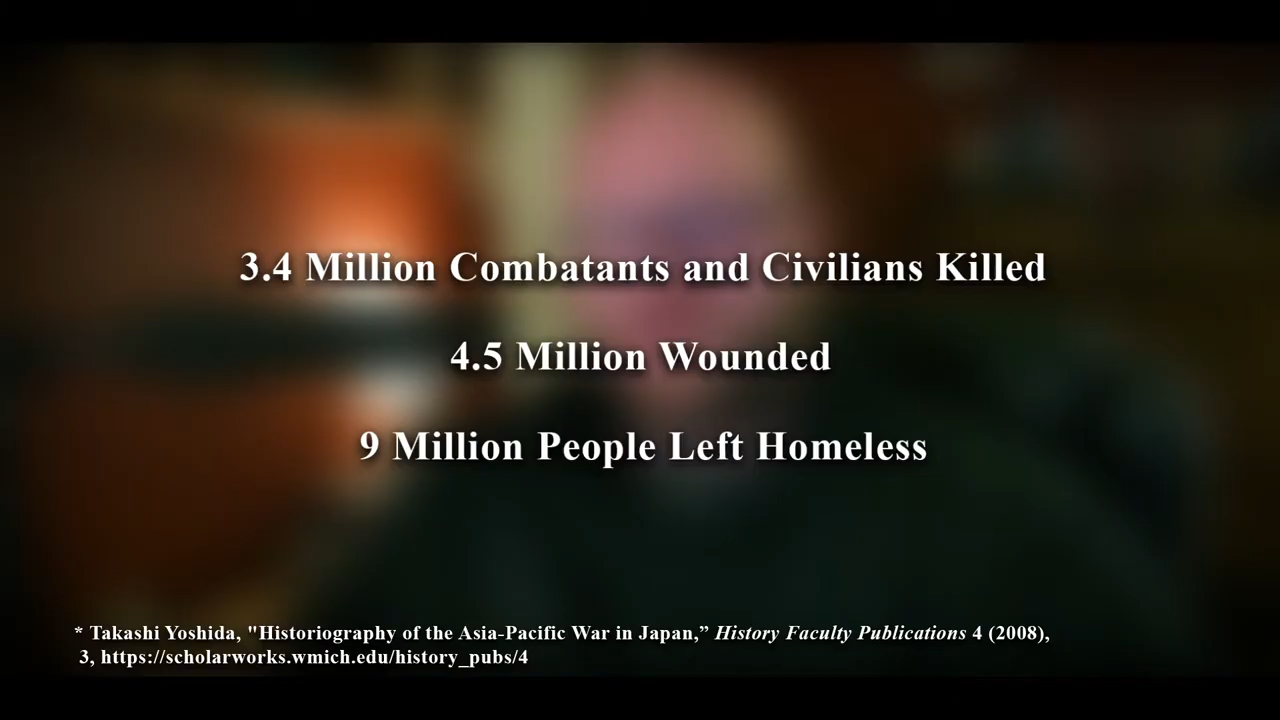 3.4 Million Combatants and Civilians Killed
4.5 Million Wounded
9 Million People Left Homeless
* Takashi Yoshida, "Historiography of the Asia-Pacific War in Japan,” History Faculty Publications 4 (2008),
3, https://scholarworks.wmich.edu/history_pubs/4